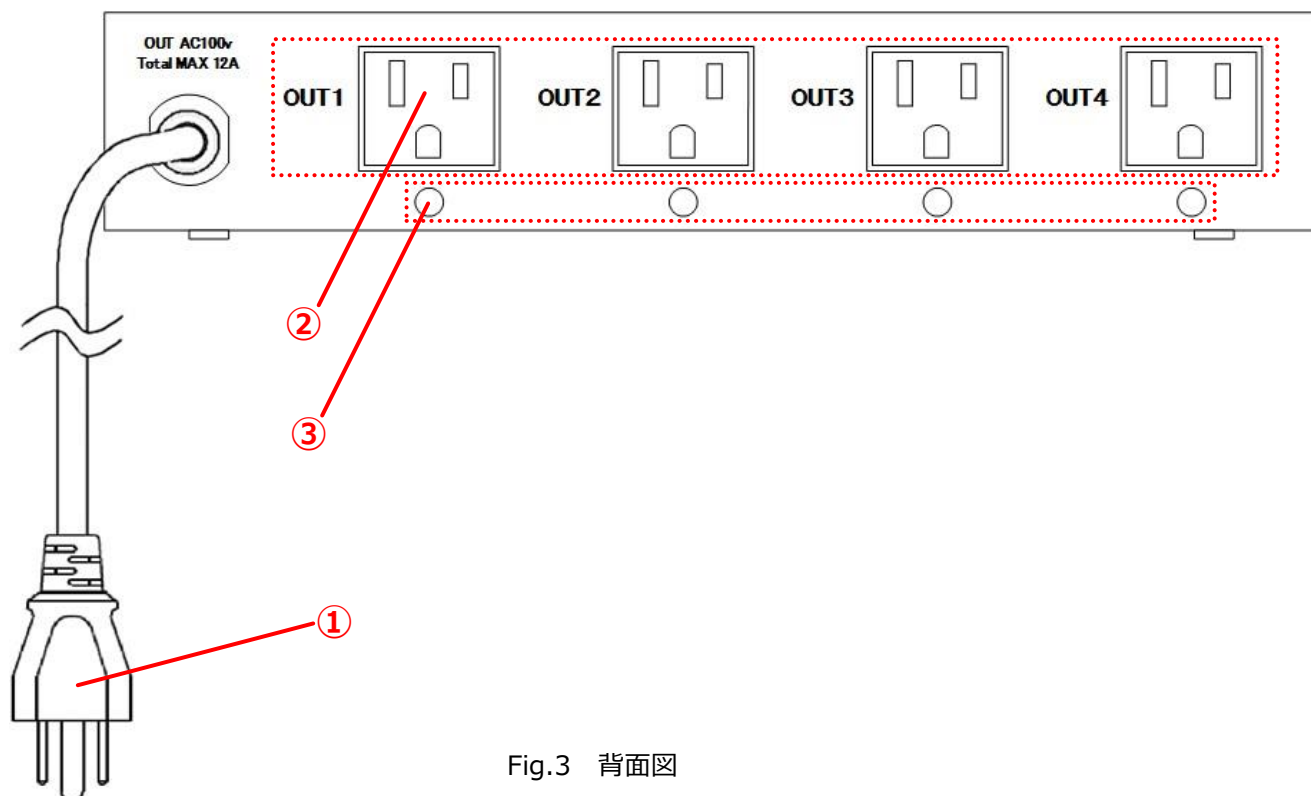 OUT AC100v
Total MAX 12A
OUT1
OUT2
OUT3
OUT4
②
③
①
Fig.3 背面図